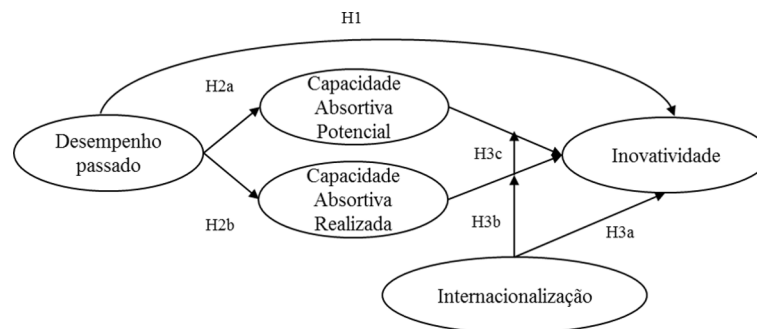 H1
H2a
Capacidade
Absortiva
Potencial
Desempenho
passado
H3c
Inovatividade
Capacidade
Absortiva
Realizada
H2b
H3b
H3a
Internacionalização